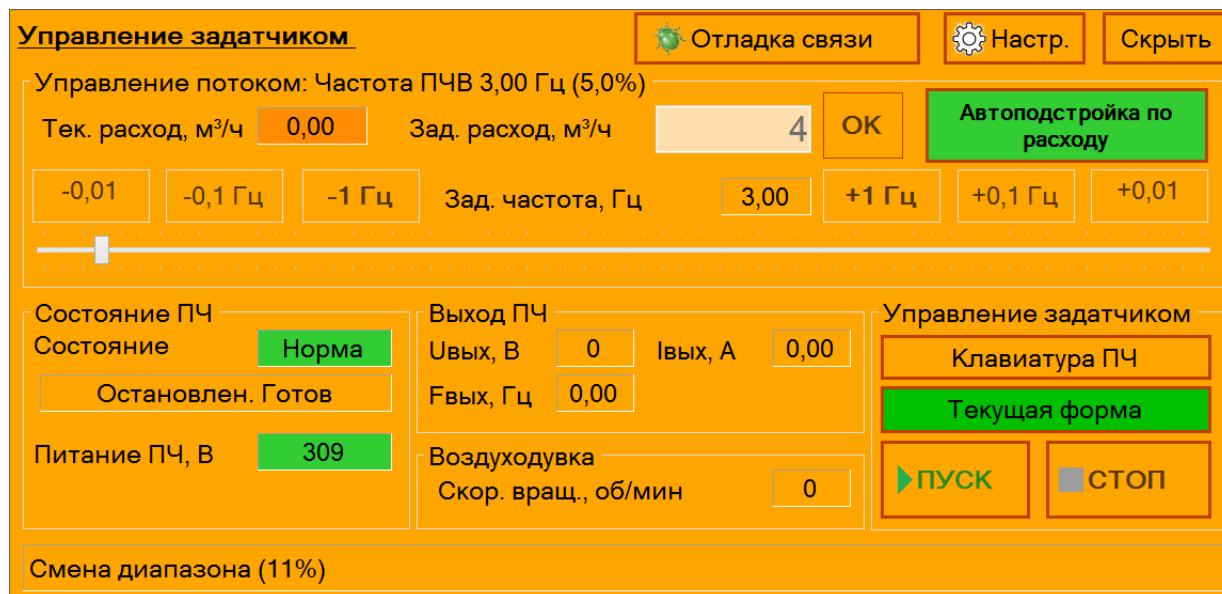 Управление задатчиком
Отладка связи
Настр.
Скрыть
Управление потоком: Частота ПЧВ 3,00 Гц (5,0%)
Тек. расход, м³/ч 0,00 Зад. расход, м³/ч 4 OK
Автоподстройка по
расходу
-0,01 -0,1 Гц -1 Гц Зад. частота, Гц 3,00 +1 Гц +0,1 Гц +0,01
Состояние ПЧ
Состояние Норма
Остановлен. Готов
Питание ПЧ, В 309
Выход ПЧ
Uвых, В 0 Iвых, А 0,00
Fвых, Гц 0,00
Воздуходувка
Скор. вращ., об/мин 0
Управление задатчиком
Клавиатура ПЧ
Текущая форма
ПУСК СТОП
Смена диапазона (11%)